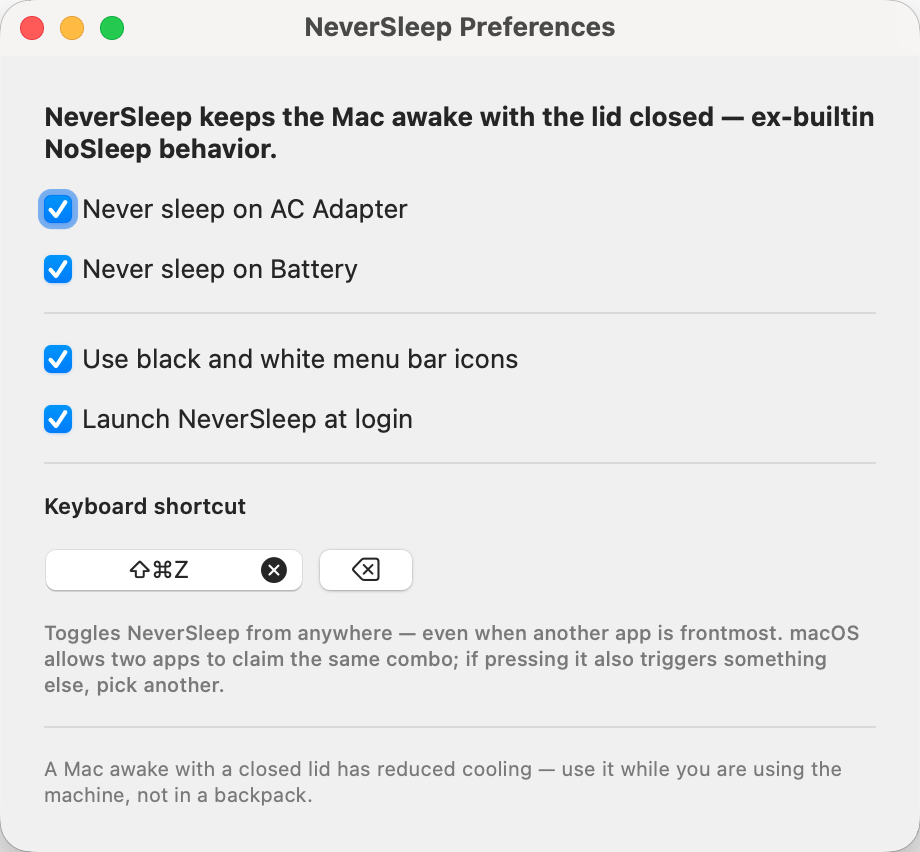 NeverSleep Preferences
NeverSleep keeps the Mac awake with the lid closed — ex-builtin
NoSleep behavior.
Never sleep on AC Adapter
Never sleep on Battery
Use black and white menu bar icons
Launch NeverSleep at login
Keyboard shortcut
⇧⌘Z
Toggles NeverSleep from anywhere — even when another app is frontmost. macOS
allows two apps to claim the same combo; if pressing it also triggers something
else, pick another.
A Mac awake with a closed lid has reduced cooling — use it while you are using the
machine, not in a backpack.